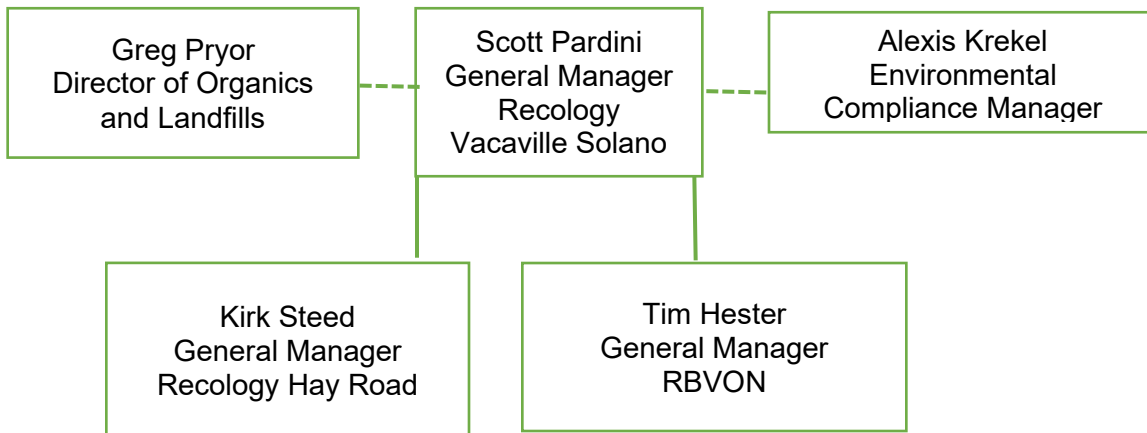 Greg Pryor
Director of Organics
and Landfills
Scott Pardini
General Manager
Recology
Vacaville Solano
Alexis Krekel
Environmental
Compliance Manager
Kirk Steed
General Manager
Recology Hay Road
Tim Hester
General Manager
RBVON